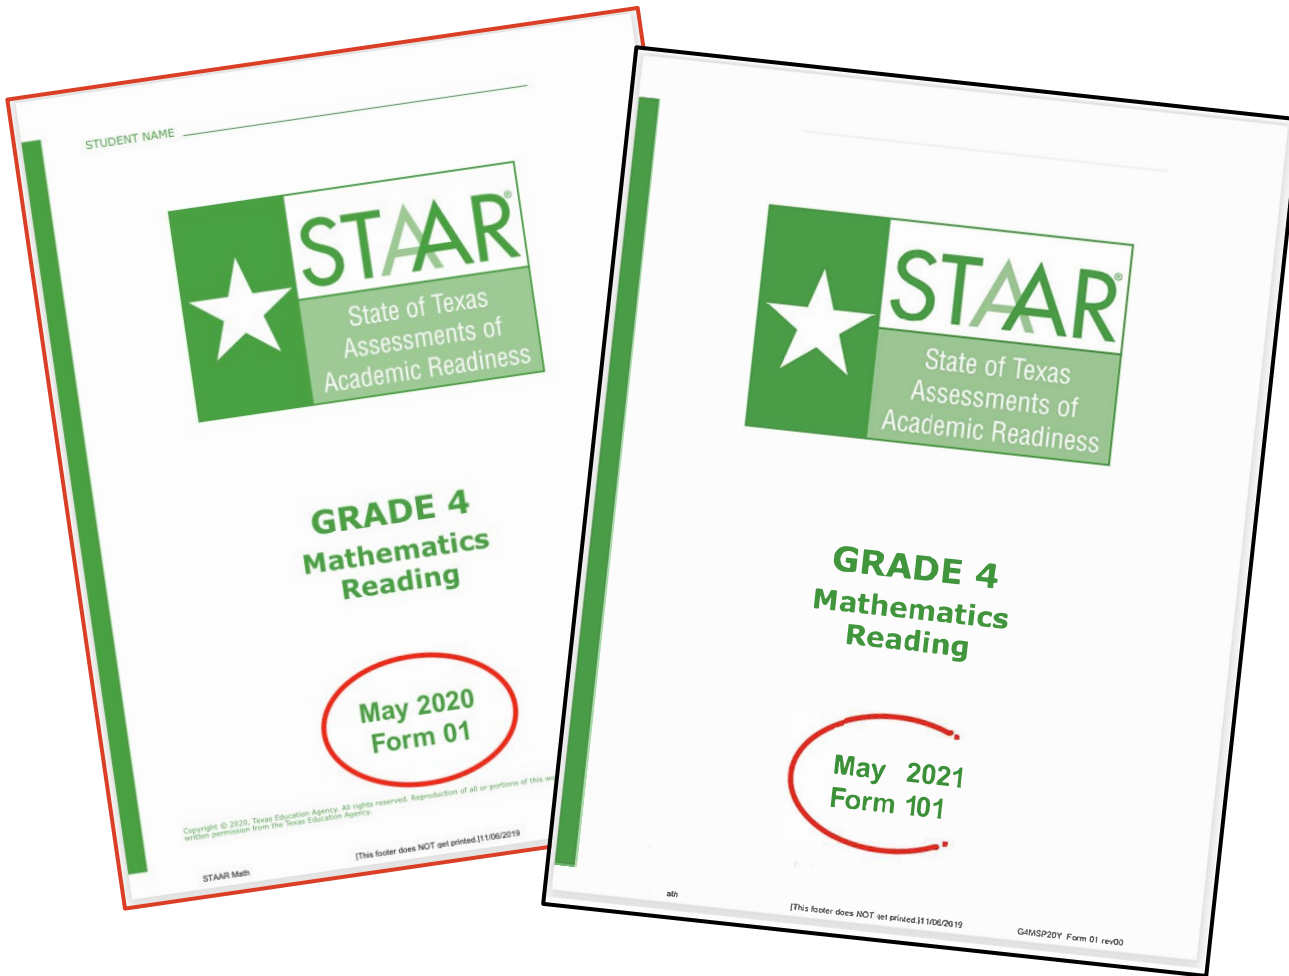 STUDENT NAME
STAAR®
State of Texas
Assessments of
Academic Readiness
GRADE 4
Mathematics
Reading
May 2020
Form 01
Copyright © 2020, Texas Education Agency. All rights reserved. Reproduction of all or portions of this
written permission from the Texas Education Agency.
[This footer does NOT get printed.]11/06/2019
STAAR Math
STAAR®
State of Texas
Assessments of
Academic Readiness
GRADE 4
Mathematics
Reading
May 2021
Form 101
ath
[This footer does NOT get printed.]11/06/2019
G4MSP20Y Form 01 rev00